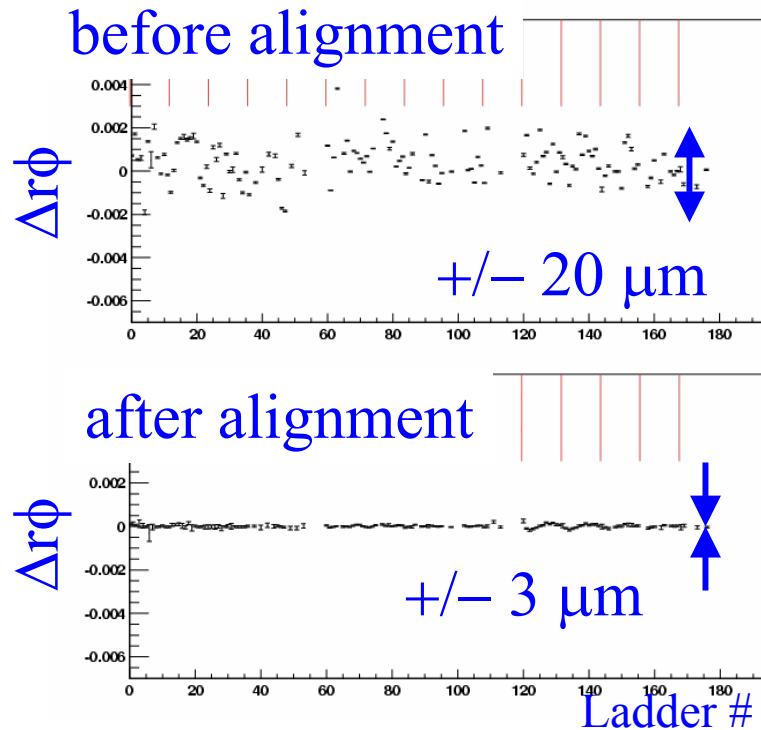 before alignment
0.004
0.002
0
-0.002
-0.004
-0.006
Δrϕ
+/− 20 μm
0 20 40 60 80 100 120 140 160 180
after alignment
0.002
0
-0.002
-0.004
-0.006
Δrϕ
+/− 3 μm
0 20 40 60 80 100 120 140 160 180
Ladder #